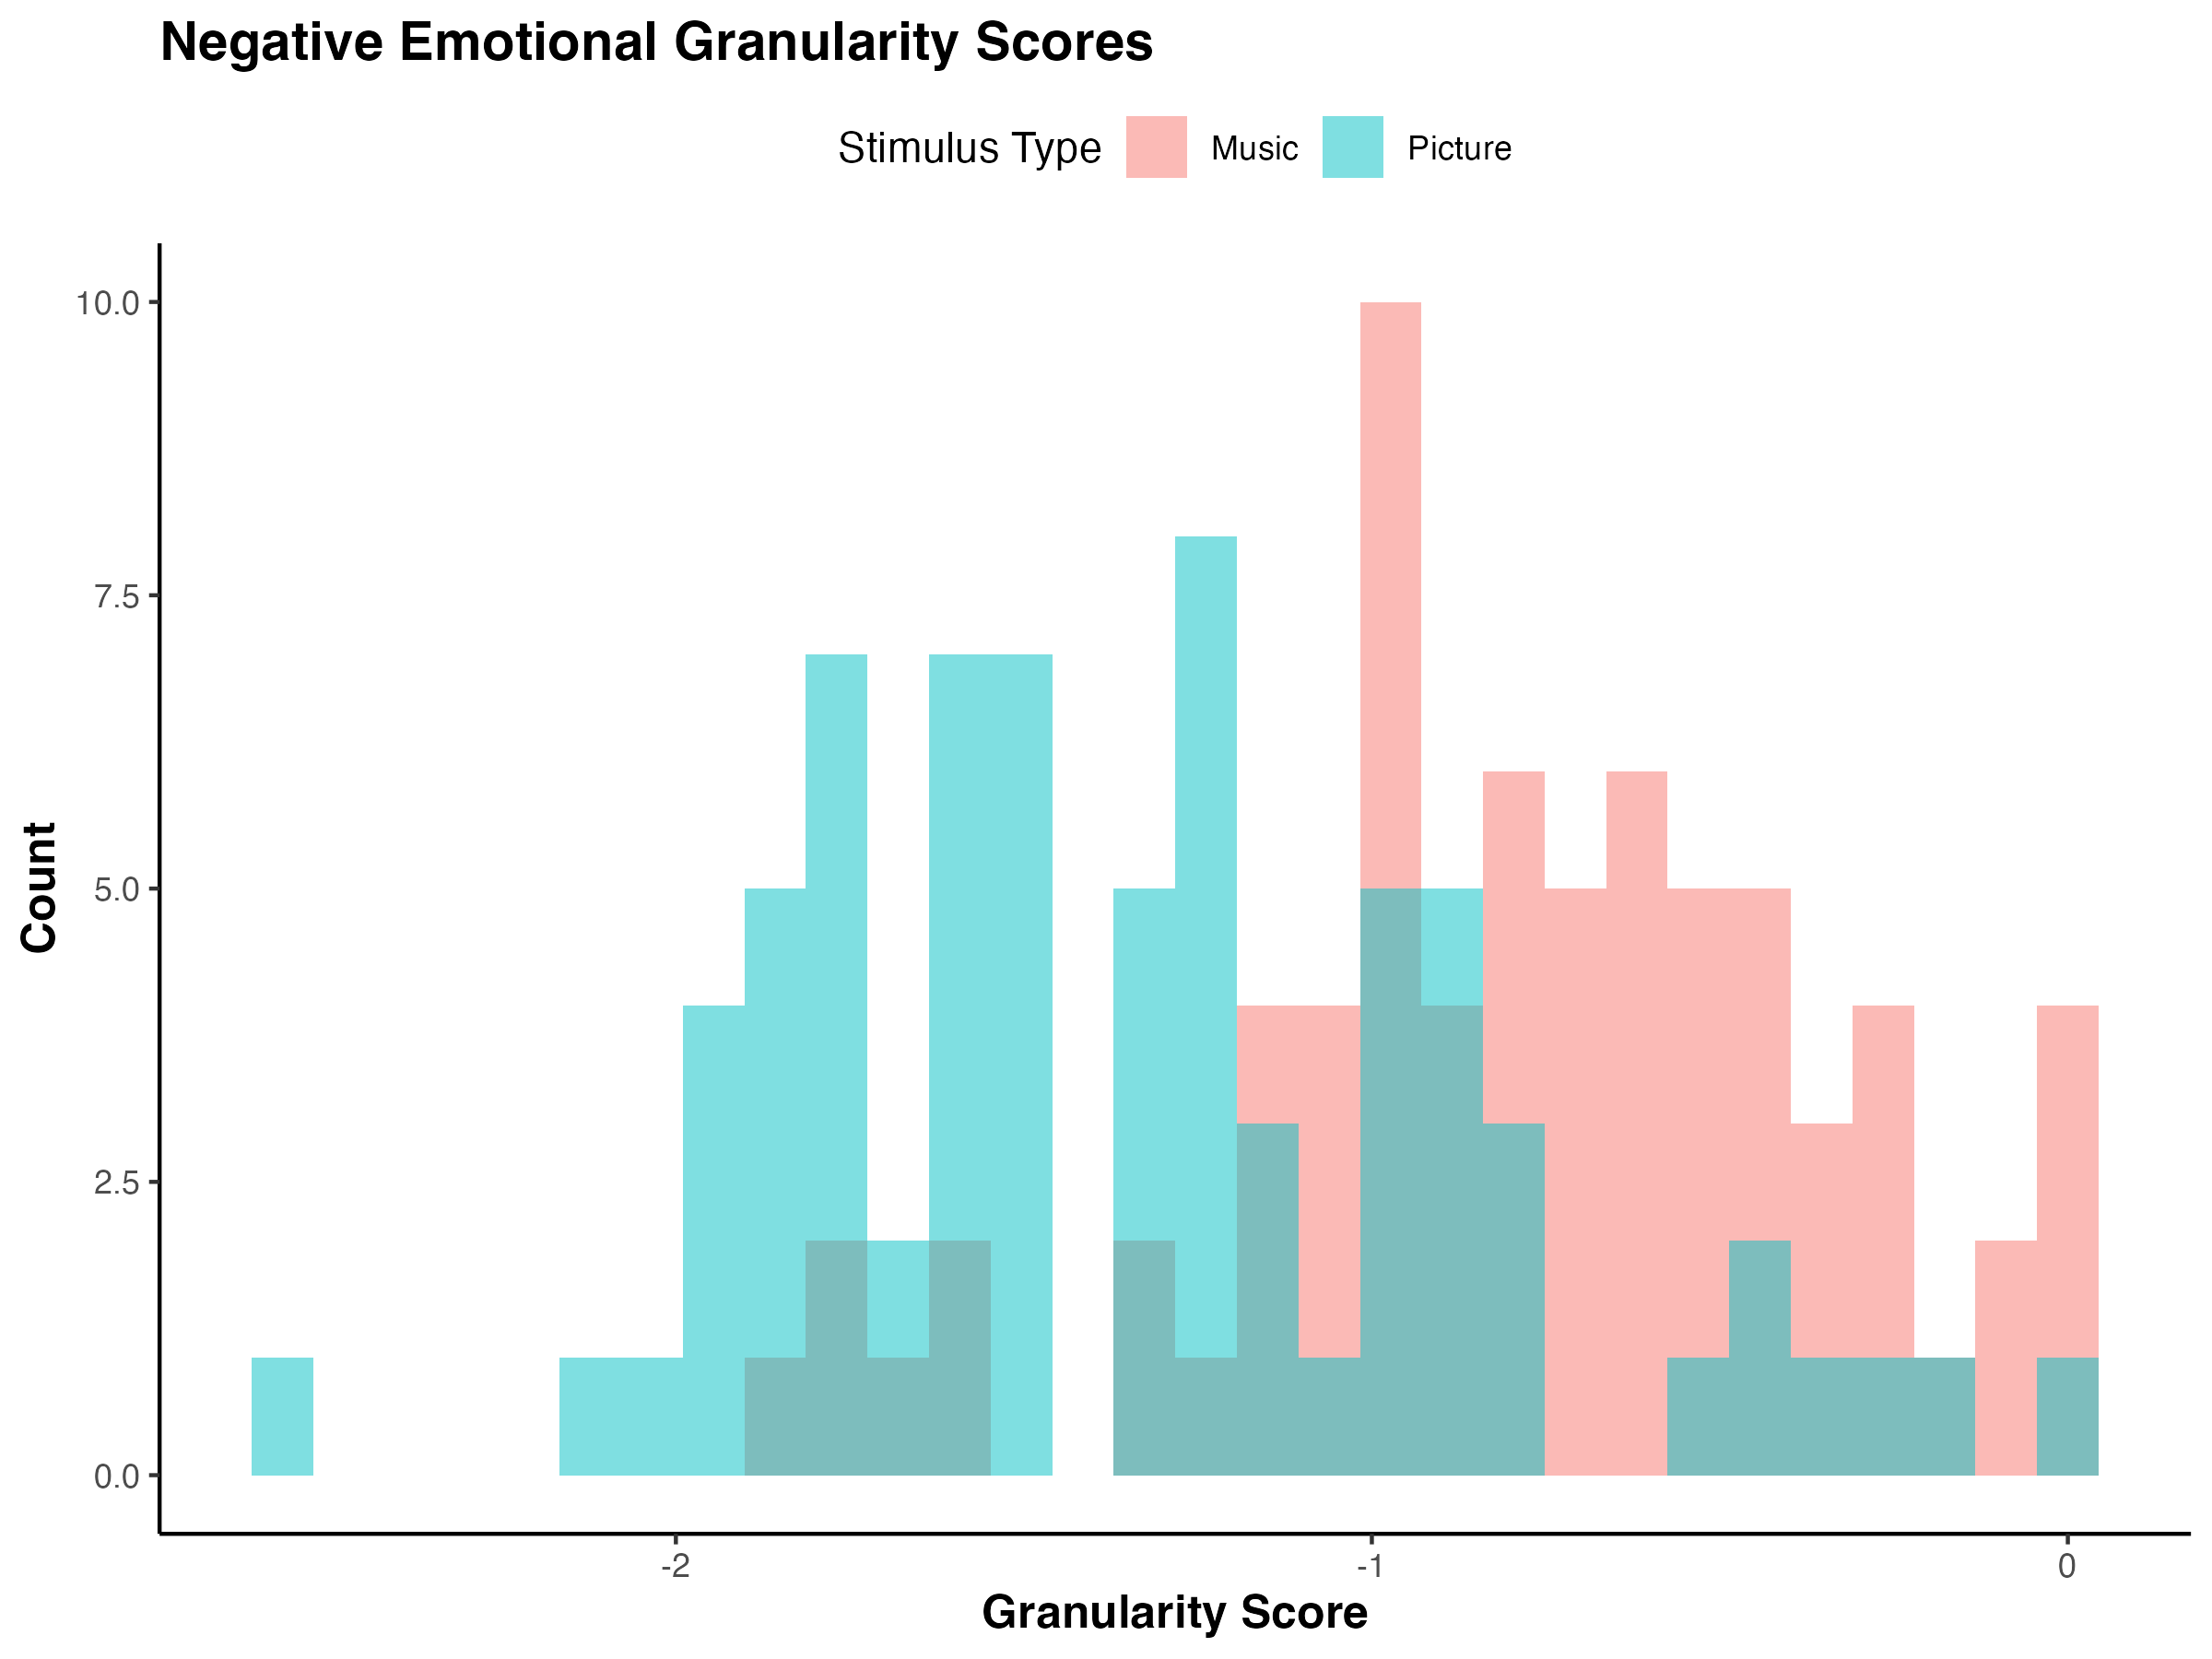 Negative Emotional Granularity Scores
Stimulus Type Music Picture
10.0
7.5
5.0
2.5
0.0
Count
-2 -1 0
Granularity Score